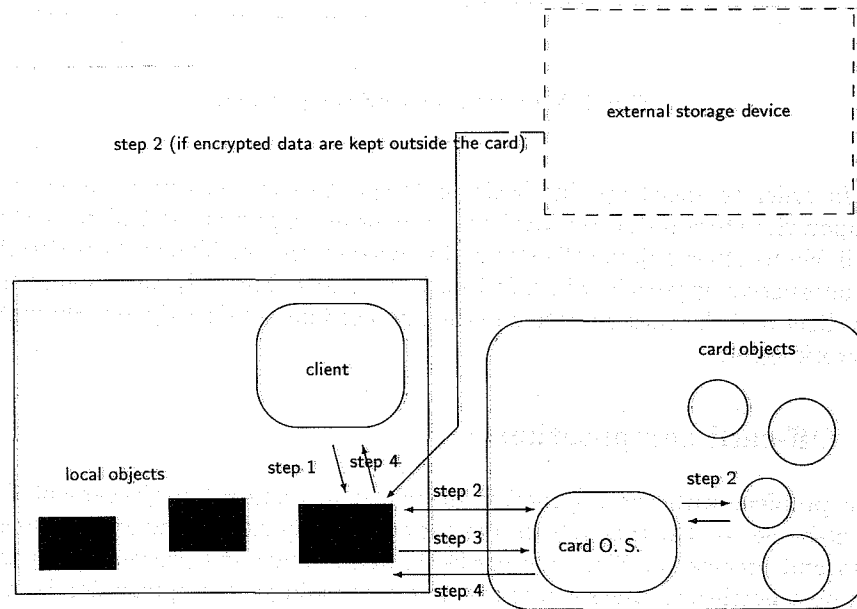 external storage device
step 2 (if encrypted data are kept outside the card)
card objects
client
step 1
step 4
local objects
step 2
step 2
step 3
card O. S.
step 4